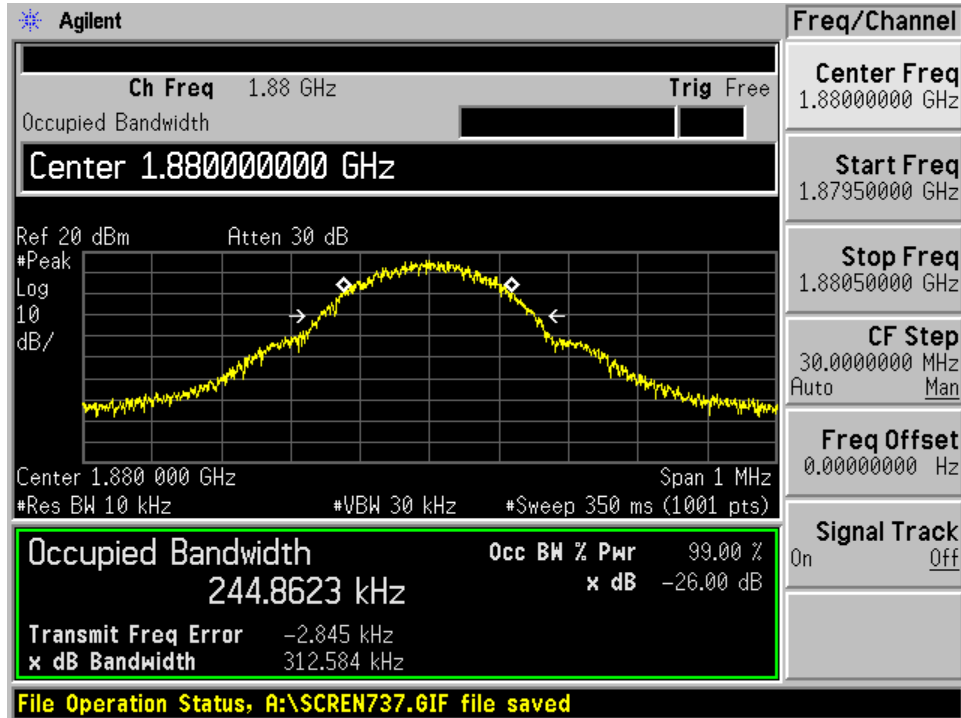 Agilent
Ch Freq 1.88 GHz Trig Free
Occupied Bandwidth
Center 1.880000000 GHz
Ref 20 dBm Atten 30 dB
#Peak
Log
10
dB/
Center 1.880 000 GHz Span 1 MHz
#Res BW 10 kHz #VBW 30 kHz #Sweep 350 ms (1001 pts)
Occupied Bandwidth
244.8623 kHz
Occ BW % Pwr 99.00 %
x dB -26.00 dB
Transmit Freq Error -2.845 kHz
x dB Bandwidth 312.584 kHz
File Operation Status, A:\SCREN737.GIF file saved
Freq/Channel
Center Freq
1.88000000 GHz
Start Freq
1.87950000 GHz
Stop Freq
1.88050000 GHz
CF Step
30.0000000 MHz
Auto Man
Freq Offset
0.00000000 Hz
Signal Track
On Off